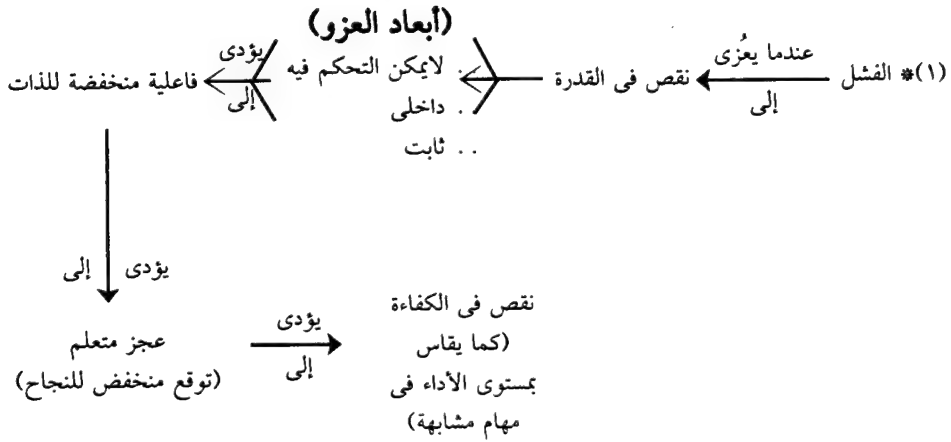 (أبعاد العزو)
(١)* الفشل
عندما يعُزى
إلى
نقص فى القدرة
. . لايمكن التحكم فيه
. . داخلى
. . ثابت
يؤدى
إلى
فاعلية منخفضة للذات
يؤدى إلى
عجز متعلم
(توقع منخفض للنجاح)
يؤدى
إلى
نقص فى الكفاءة
(كما يقاس
بمستوى الأداء فى
مهام مشابهة)